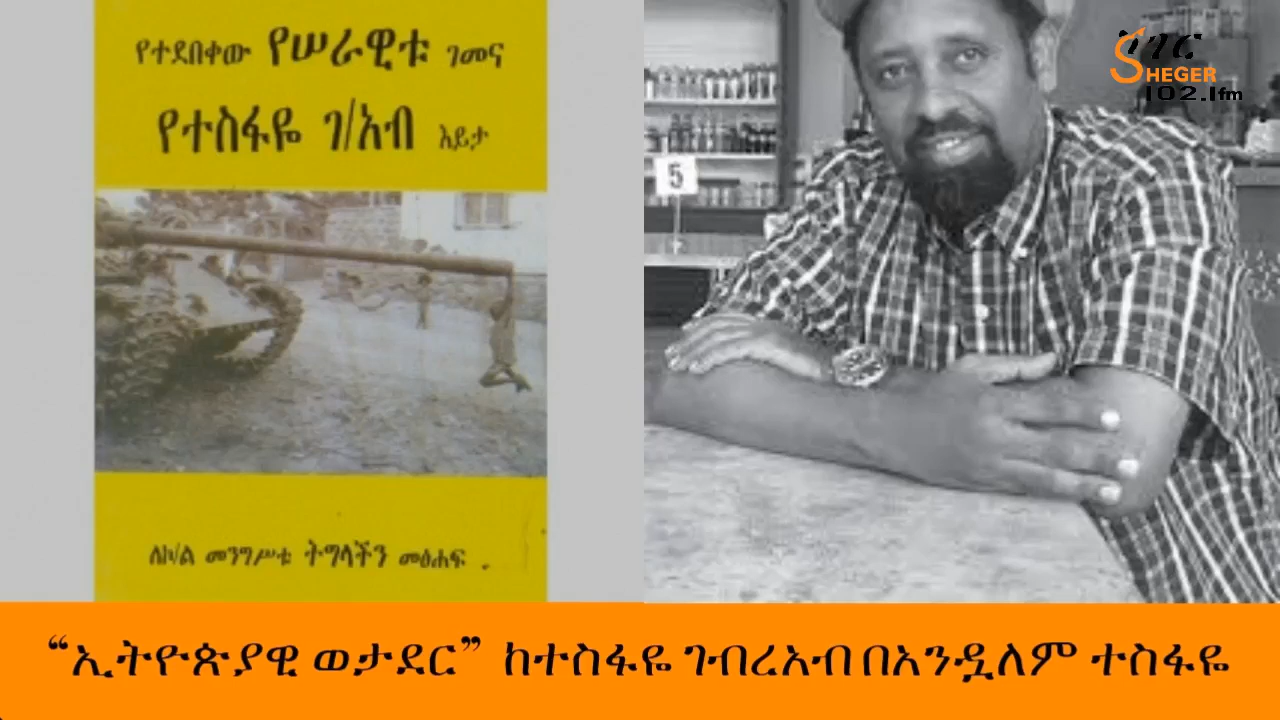 የተደበቀው የሠራዊቱ ገመና
የተስፋዬ ገ/አብ እይታ
ለኮ/ል መንግሥቱ ትግላችን መፅሐፍ
ሸገር
SHEGER
102.1fm
5
“ኢትዮጵያዊ ወታደር” ከተስፋዬ ገብረአብ በአንዷለም ተስፋዬ